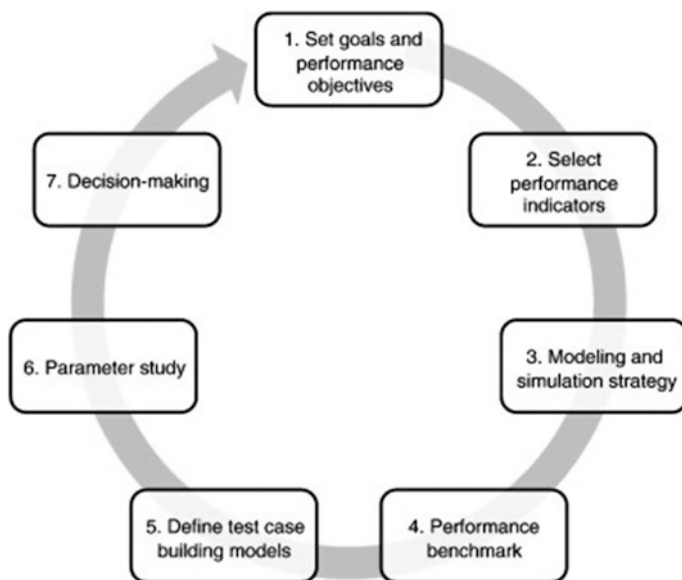 1. Set goals and
performance
objectives
2. Select
performance
indicators
3. Modeling and
simulation strategy
4. Performance
benchmark
5. Define test case
building models
6. Parameter study
7. Decision-making